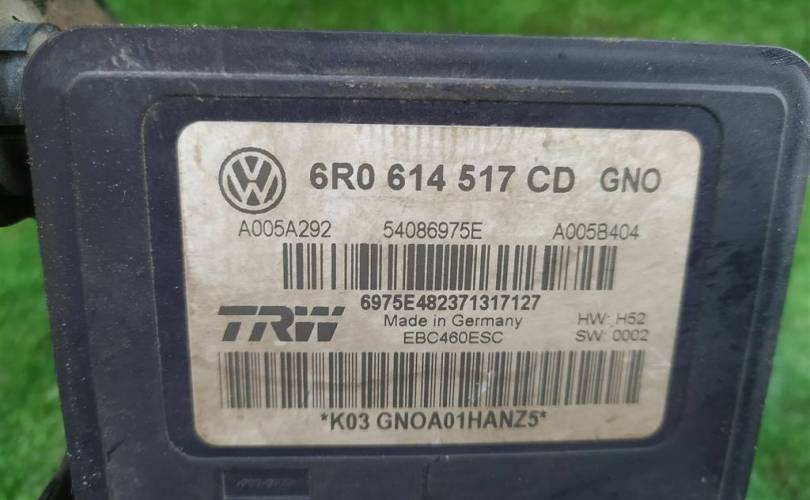 6R0 614 517 CD GNO
A005A292 54086975E A005B404
6975E482371317127
TRW Made in Germany HW: H52
EBC460ESC SW: 0002
*K03 GNOA01HANZ5*